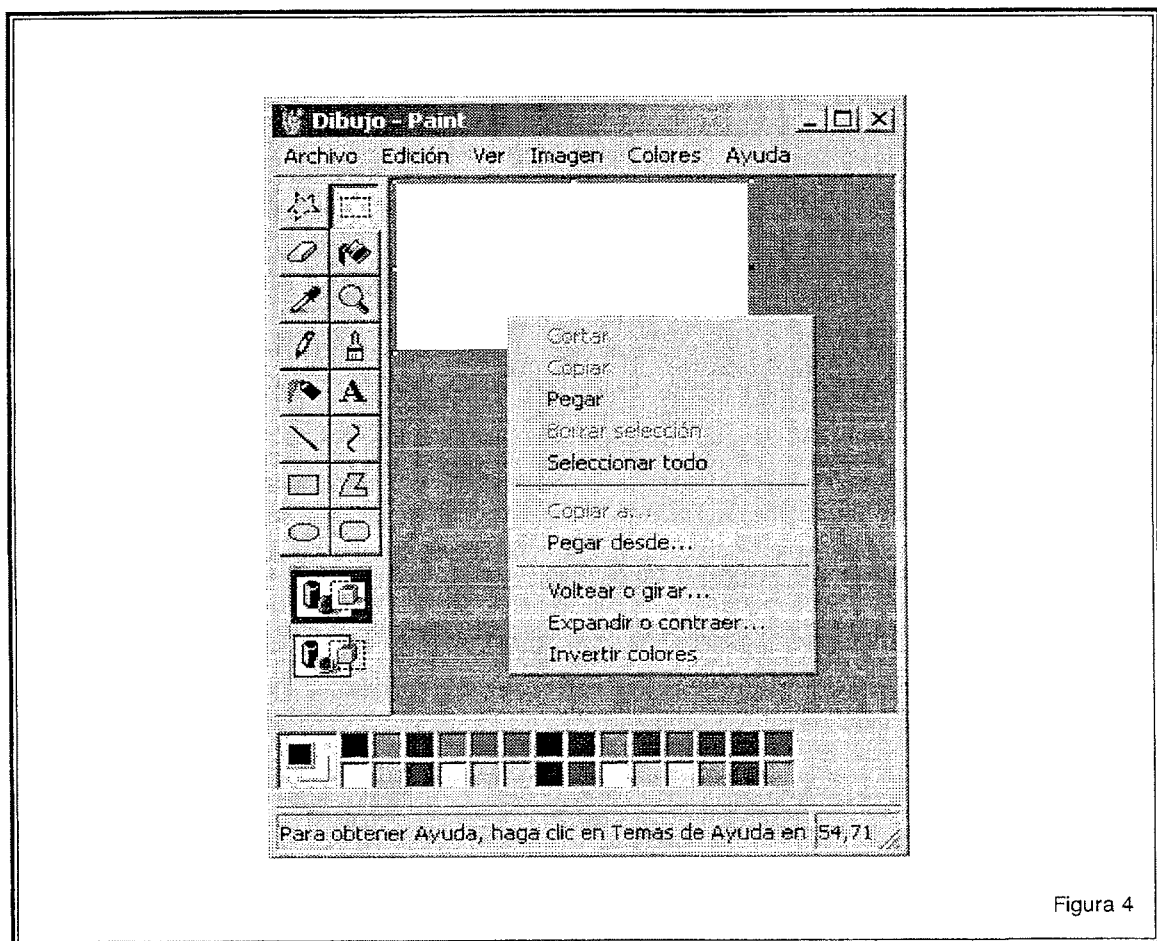 Dibujo - Paint
Archivo Edición Ver Imagen Colores Ayuda
A
Cortar
Copiar
Pegar
Borrar selección
Seleccionar todo
Copiar a...
Pegar desde...
Voltear o girar...
Expandir o contraer...
Invertir colores
Para obtener Ayuda, haga clic en Temas de Ayuda en 54,71
Figura 4